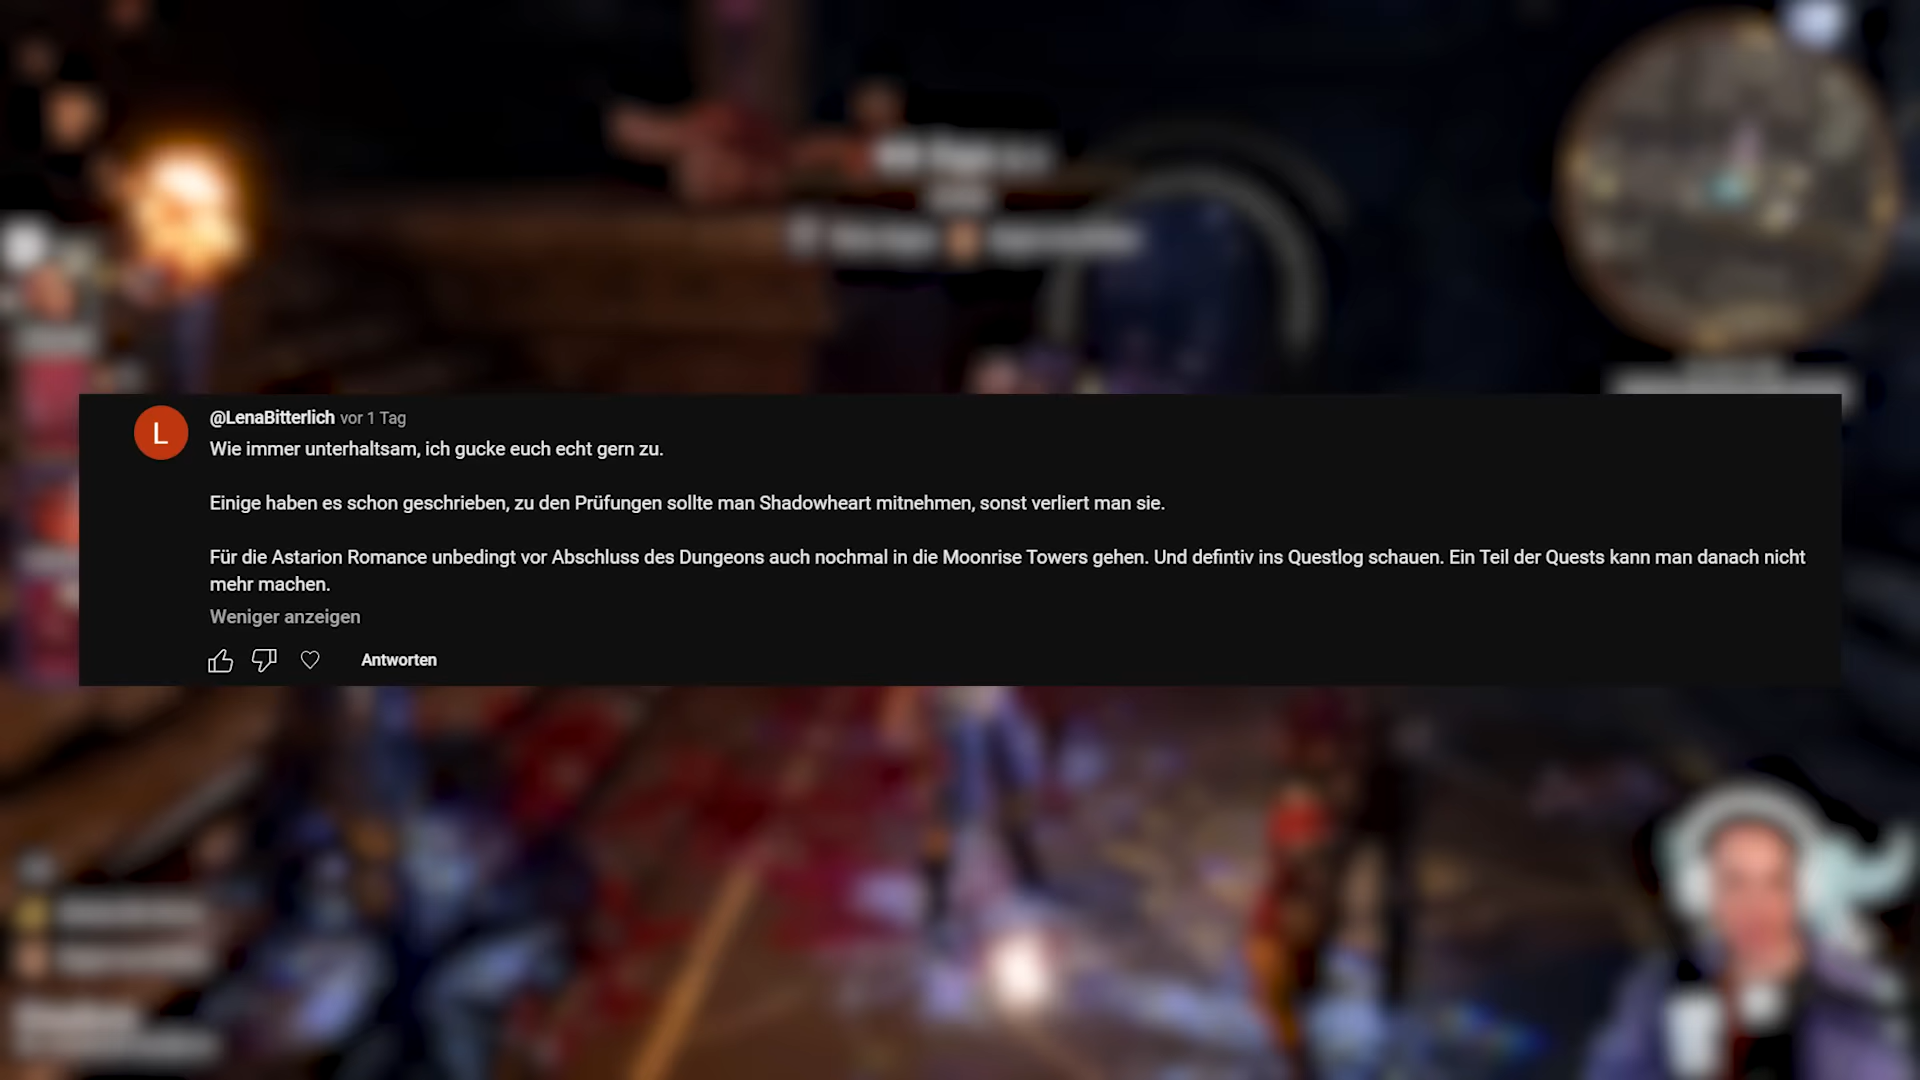 L
@LenaBitterlich vor 1 Tag
Wie immer unterhaltsam, ich gucke euch echt gern zu.
Einige haben es schon geschrieben, zu den Prüfungen sollte man Shadowheart mitnehmen, sonst verliert man sie.
Für die Astarion Romance unbedingt vor Abschluss des Dungeons auch nochmal in die Moonrise Towers gehen. Und defintiv ins Questlog schauen. Ein Teil der Quests kann man danach nicht
mehr machen.
Weniger anzeigen
Antworten